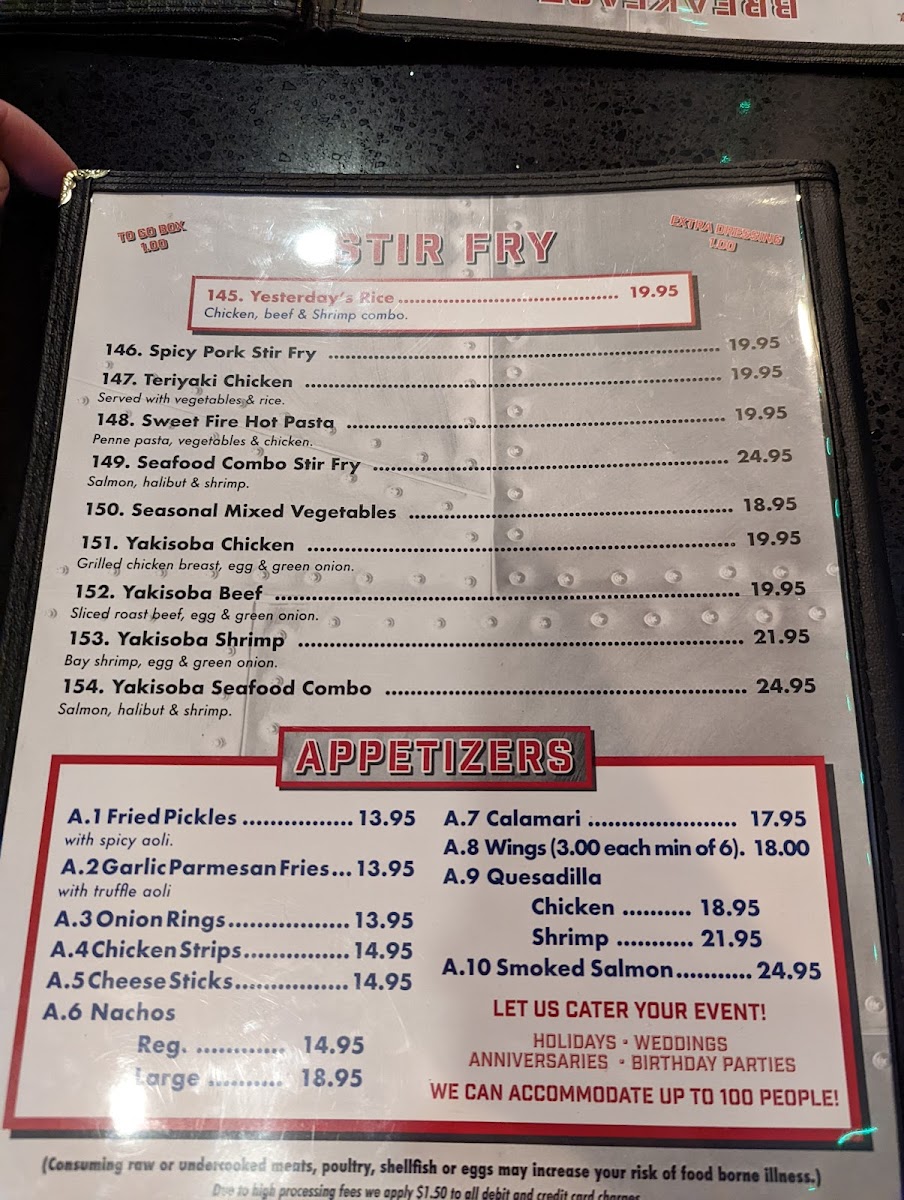 BREAKFAST
TO GO BOX
1.00
STIR FRY
EXTRA DRESSING
1.00
145. Yesterday's Rice ........ 19.95
Chicken, beef & Shrimp combo.
146. Spicy Pork Stir Fry ........ 19.95
147. Teriyaki Chicken ........ 19.95
Served with vegetables & rice.
148. Sweet Fire Hot Pasta ........ 19.95
Penne pasta, vegetables & chicken.
149. Seafood Combo Stir Fry ........ 24.95
Salmon, halibut & shrimp.
150. Seasonal Mixed Vegetables ........ 18.95
151. Yakisoba Chicken ........ 19.95
Grilled chicken breast, egg & green onion.
152. Yakisoba Beef ........ 19.95
Sliced roast beef, egg & green onion.
153. Yakisoba Shrimp ........ 21.95
Bay shrimp, egg & green onion.
154. Yakisoba Seafood Combo ........ 24.95
Salmon, halibut & shrimp.
APPETIZERS
A.1 Fried Pickles ........ 13.95
with spicy aoli.
A.2 Garlic Parmesan Fries... 13.95
with truffle aoli
A.3 Onion Rings........ 13.95
A.4 Chicken Strips........ 14.95
A.5 Cheese Sticks........ 14.95
A.6 Nachos
Reg. ........ 14.95
Large ........ 18.95
A.7 Calamari ........ 17.95
A.8 Wings (3.00 each min of 6). 18.00
A.9 Quesadilla
Chicken ........ 18.95
Shrimp ........ 21.95
A.10 Smoked Salmon........ 24.95
LET US CATER YOUR EVENT!
HOLIDAYS • WEDDINGS
ANNIVERSARIES • BIRTHDAY PARTIES
WE CAN ACCOMMODATE UP TO 100 PEOPLE!
(Consuming raw or undercooked meats, poultry, shellfish or eggs may increase your risk of food borne illness.)
Due to high processing fees we apply $1.50 to all debit and credit card charges